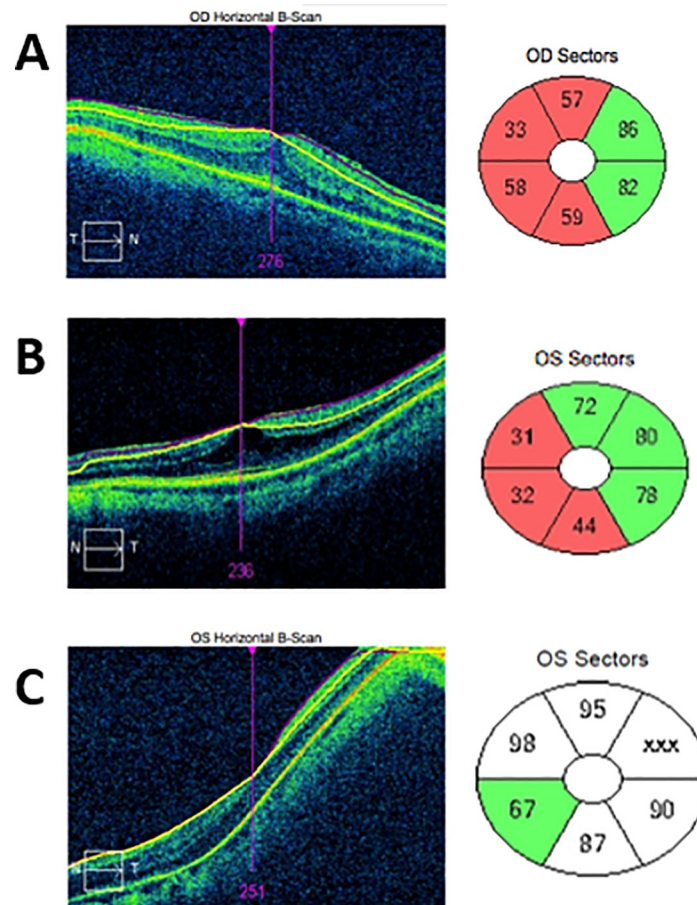 OD Horizontal B-Scan
A
OD Sectors
57
33
86
58
82
59
T
N
276
B
OS Sectors
72
31
80
32
78
44
N
T
236
OS Horizontal B-Scan
C
OS Sectors
95
98
xxx
67
90
87
N
T
251